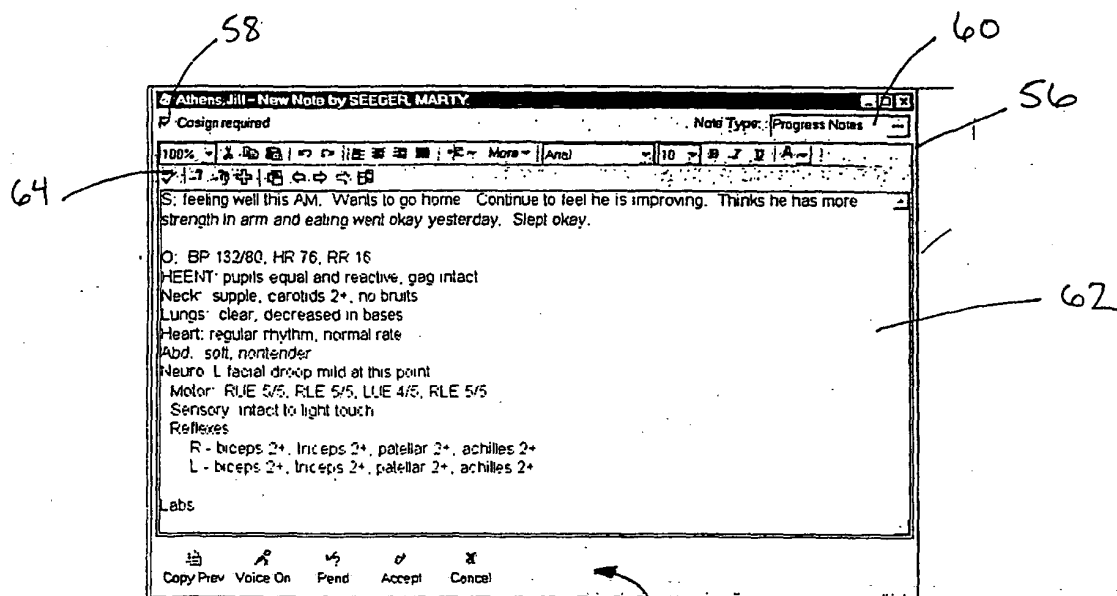 58
60
Athens, Jill - New Note by SEEGER, MARTY
56
Cosign required
Note Type: Progress Notes
100% More Arial 10 B I U A
64
S: feeling well this AM. Wants to go home Continue to feel he is improving. Thinks he has more
strength in arm and eating went okay yesterday. Slept okay.
O: BP 132/80, HR 76, RR 16
HEENT: pupils equal and reactive, gag intact
Neck: supple, carotids 2+, no bruits
62
Lungs: clear, decreased in bases
Heart: regular rhythm, normal rate
Abd. soft, nontender
Neuro L facial droop mild at this point
Motor: RUE 5/5, RLE 5/5, LUE 4/5, RLE 5/5
Sensory intact to light touch
Reflexes
R - biceps 2+, triceps 2+, patellar 2+, achilles 2+
L - biceps 2+, triceps 2+, patellar 2+, achilles 2+
Labs
Copy Prev Voice On Pend Accept Cancel